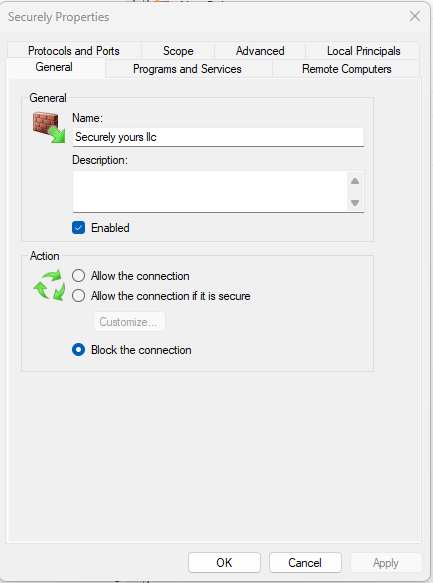 Securely Properties
Protocols and Ports Scope Advanced Local Principals
General Programs and Services Remote Computers
General
Name:
Securely yours llc
Description:
Enabled
Action
Allow the connection
Allow the connection if it is secure
Customize...
Block the connection
OK Cancel Apply